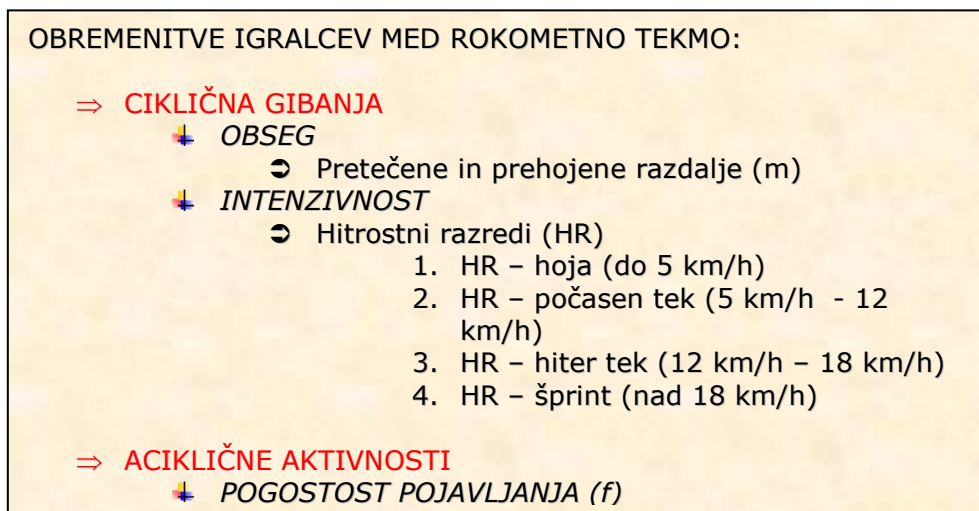 OBREMENITVE IGRALCEV MED ROKOMETNO TEKMO:
⇒ CIKLIČNA GIBANJA
OBSEG
➲ Pretečene in prehojene razdalje (m)
INTENZIVNOST
➲ Hitrostni razredi (HR)
1. HR – hoja (do 5 km/h)
2. HR – počasen tek (5 km/h - 12
km/h)
3. HR – hiter tek (12 km/h – 18 km/h)
4. HR – šprint (nad 18 km/h)
⇒ ACIKLIČNE AKTIVNOSTI
POGOSTOST POJAVLJANJA (f)